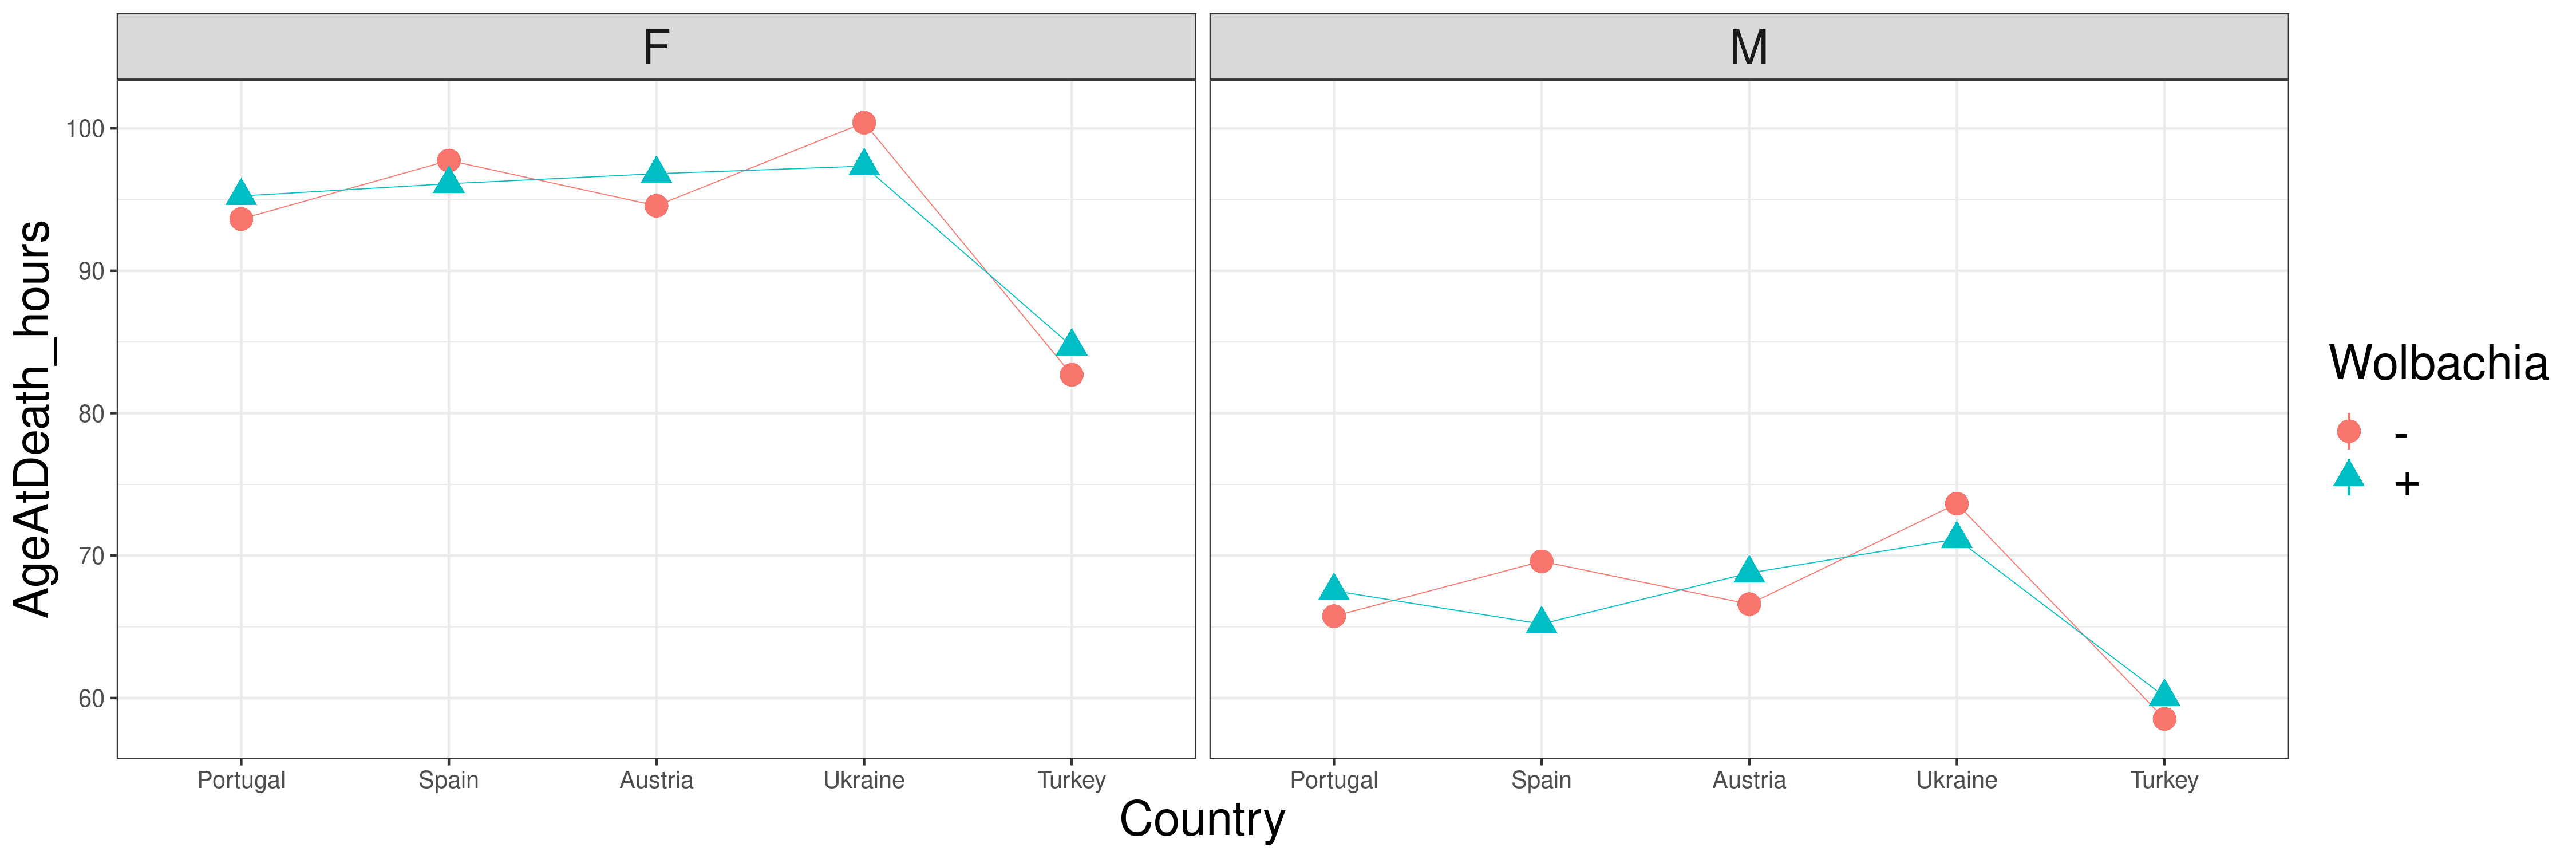 F
M
AgeAtDeath_hours
100
90
80
70
60
Portugal Spain Austria Ukraine Turkey
Portugal Spain Austria Ukraine Turkey
Country
Wolbachia
-
+